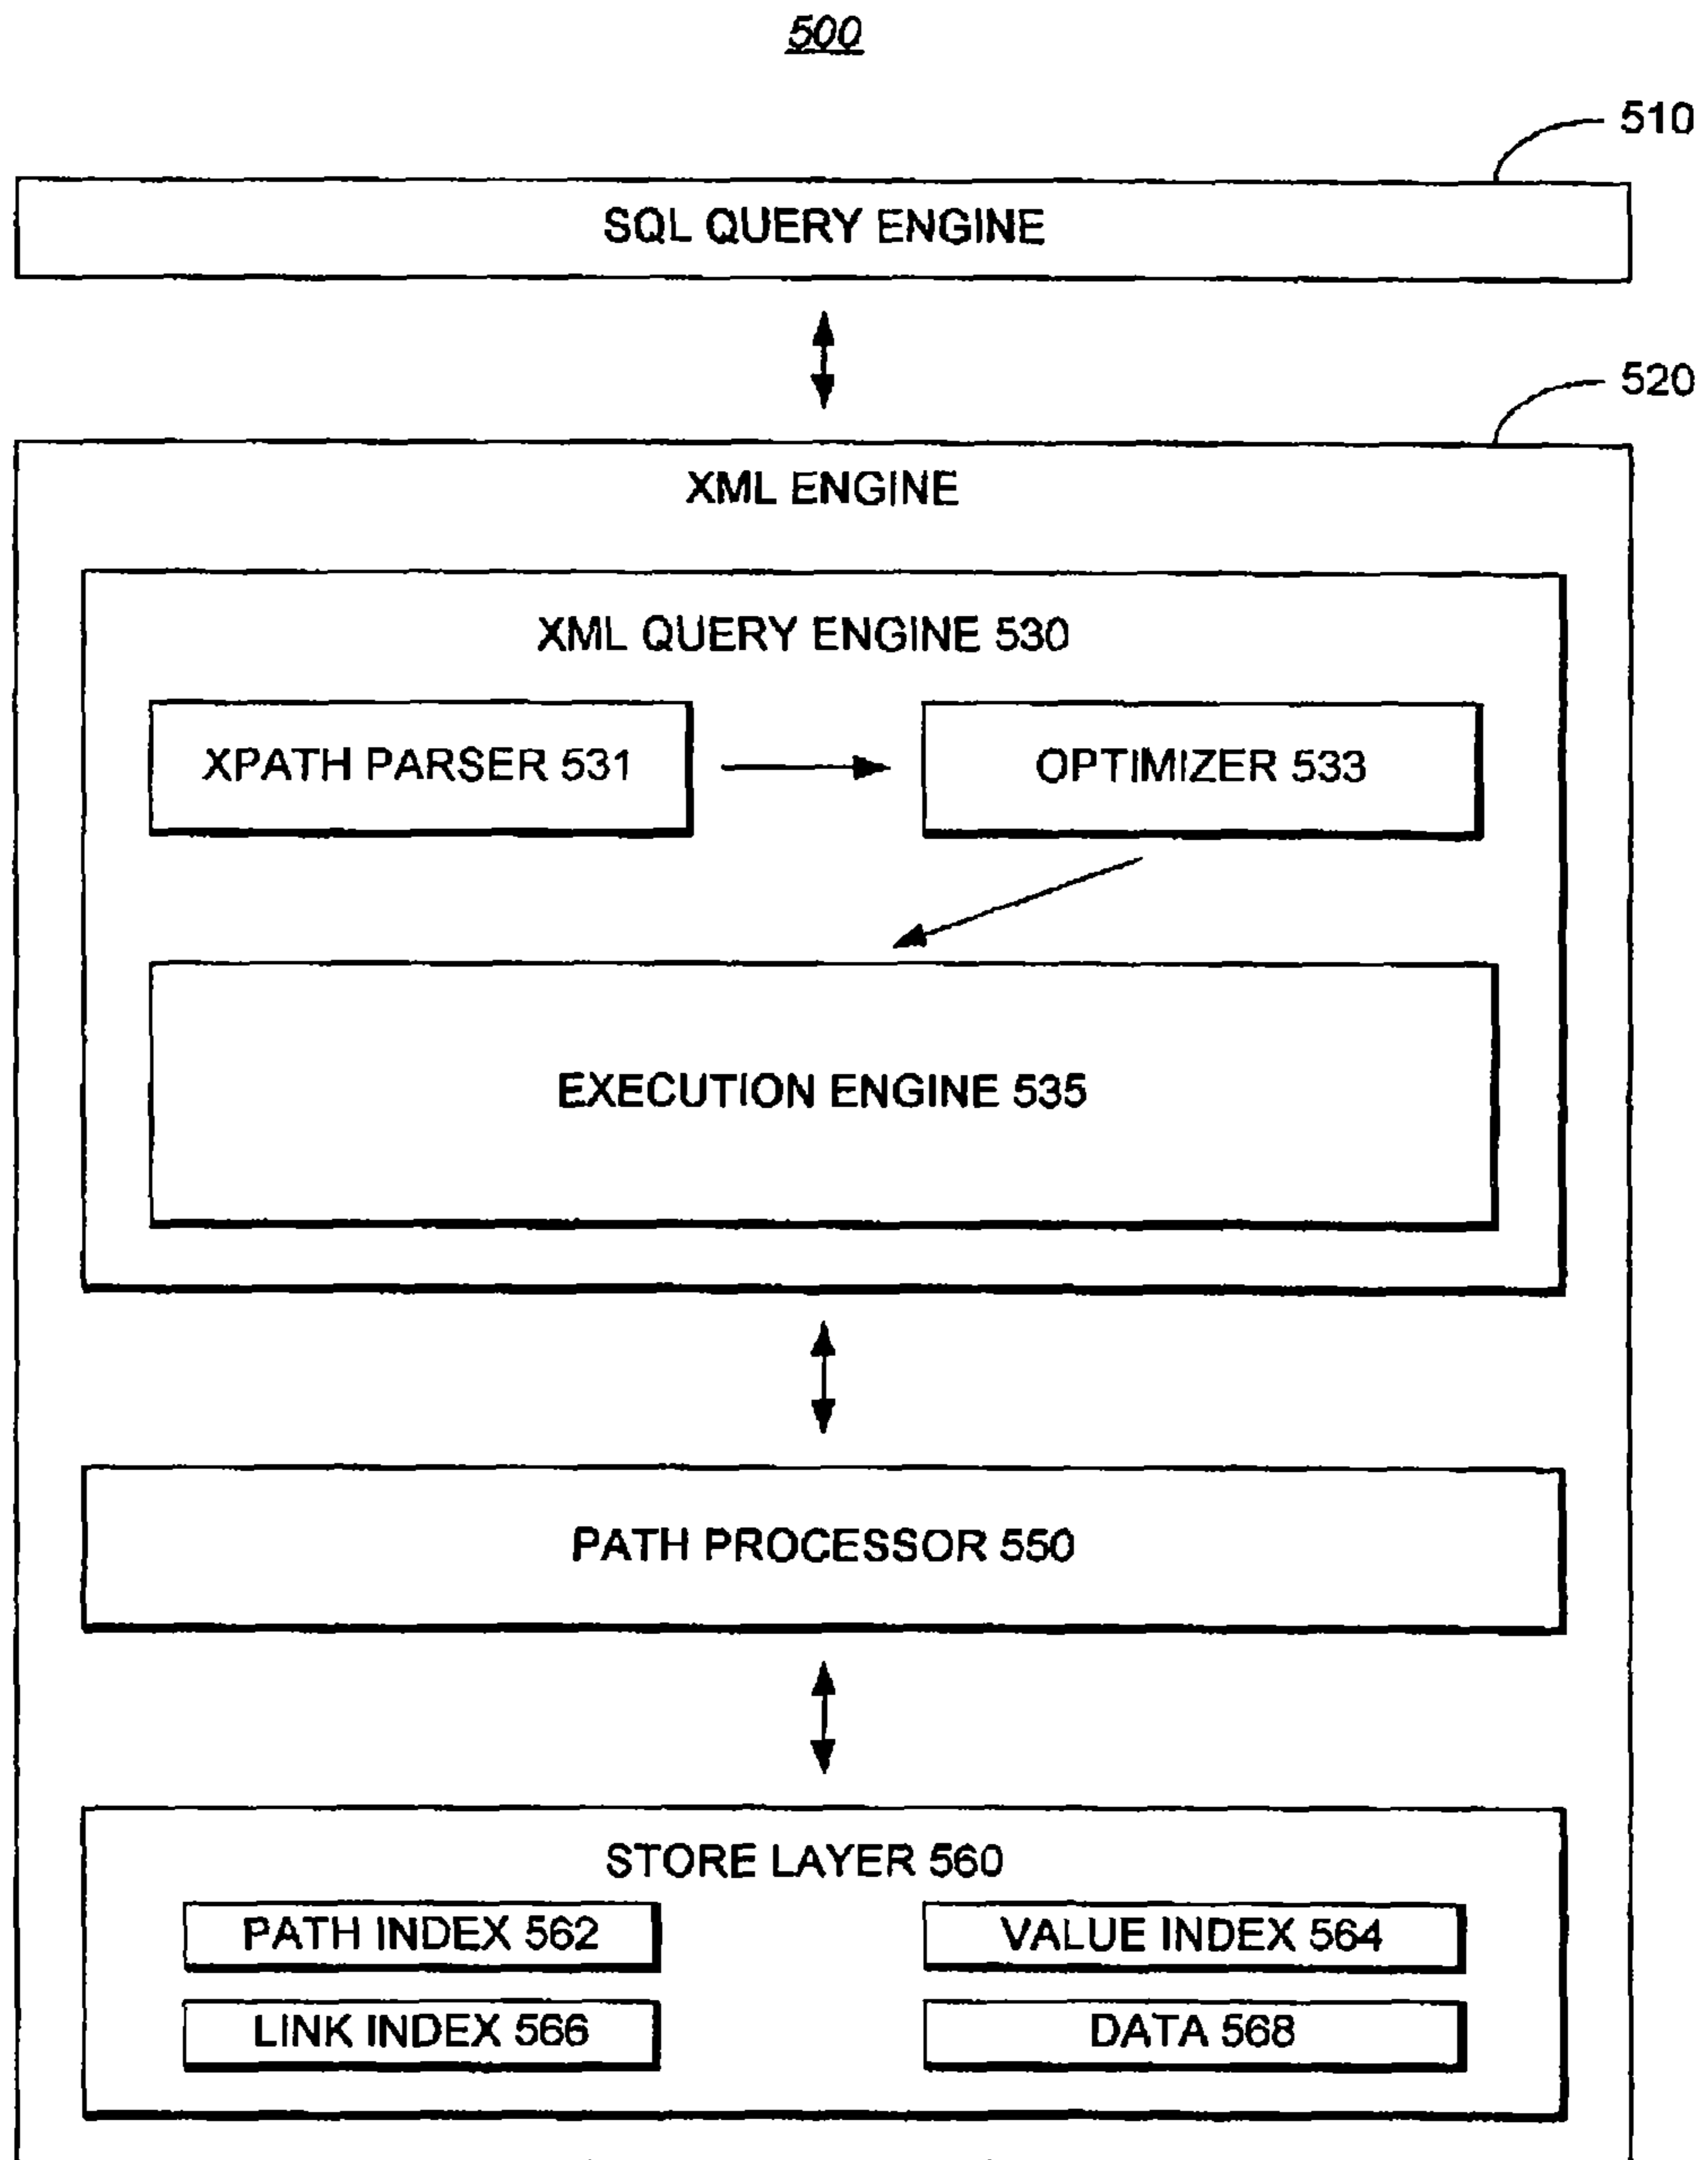 500
510
SQL QUERY ENGINE
520
XML ENGINE
XML QUERY ENGINE 530
XPATH PARSER 531
OPTIMIZER 533
EXECUTION ENGINE 535
PATH PROCESSOR 550
STORE LAYER 560
PATH INDEX 562
VALUE INDEX 564
LINK INDEX 566
DATA 568